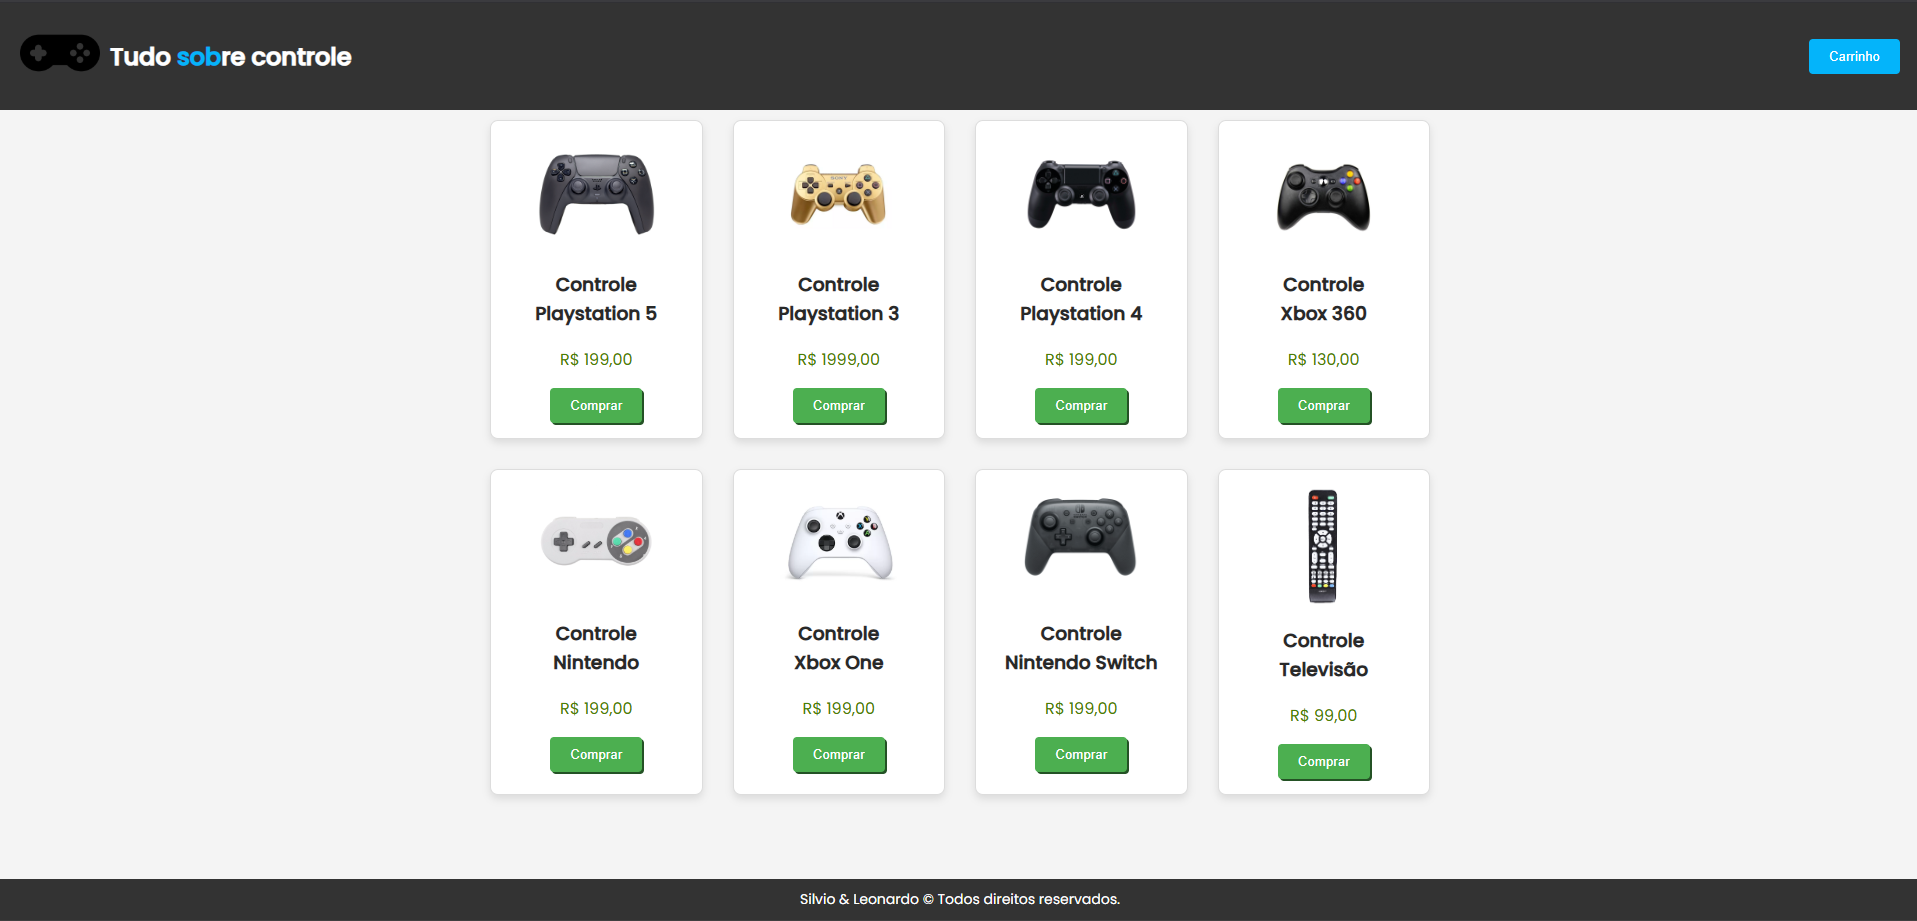 Tudo sobre controle
Carrinho
Controle
Playstation 5
R$ 199,00
Comprar
Controle
Playstation 3
R$ 1999,00
Comprar
Controle
Playstation 4
R$ 199,00
Comprar
Controle
Xbox 360
R$ 130,00
Comprar
Controle
Nintendo
R$ 199,00
Comprar
Controle
Xbox One
R$ 199,00
Comprar
Controle
Nintendo Switch
R$ 199,00
Comprar
Controle
Televisão
R$ 99,00
Comprar
Silvio & Leonardo © Todos direitos reservados.